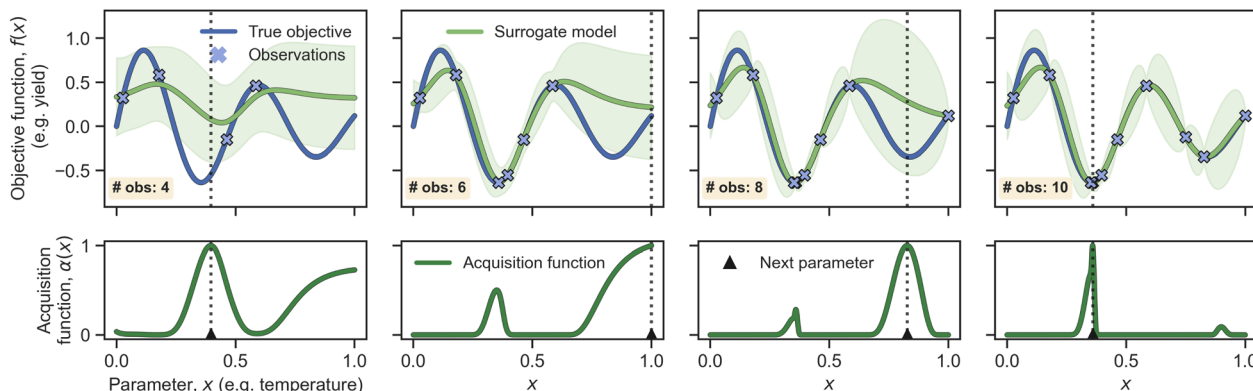 Objective function, f(x)
(e.g. yield)
1.0
0.5
0.0
−0.5
True objective
Observations
# obs: 4
Surrogate model
# obs: 6
# obs: 8
# obs: 10
Acquisition
function, α(x)
1
0
Acquisition function
Next parameter
0.0 0.5 1.0
0.0 0.5 1.0
0.0 0.5 1.0
0.0 0.5 1.0
Parameter, x (e.g. temperature)
x
x
x